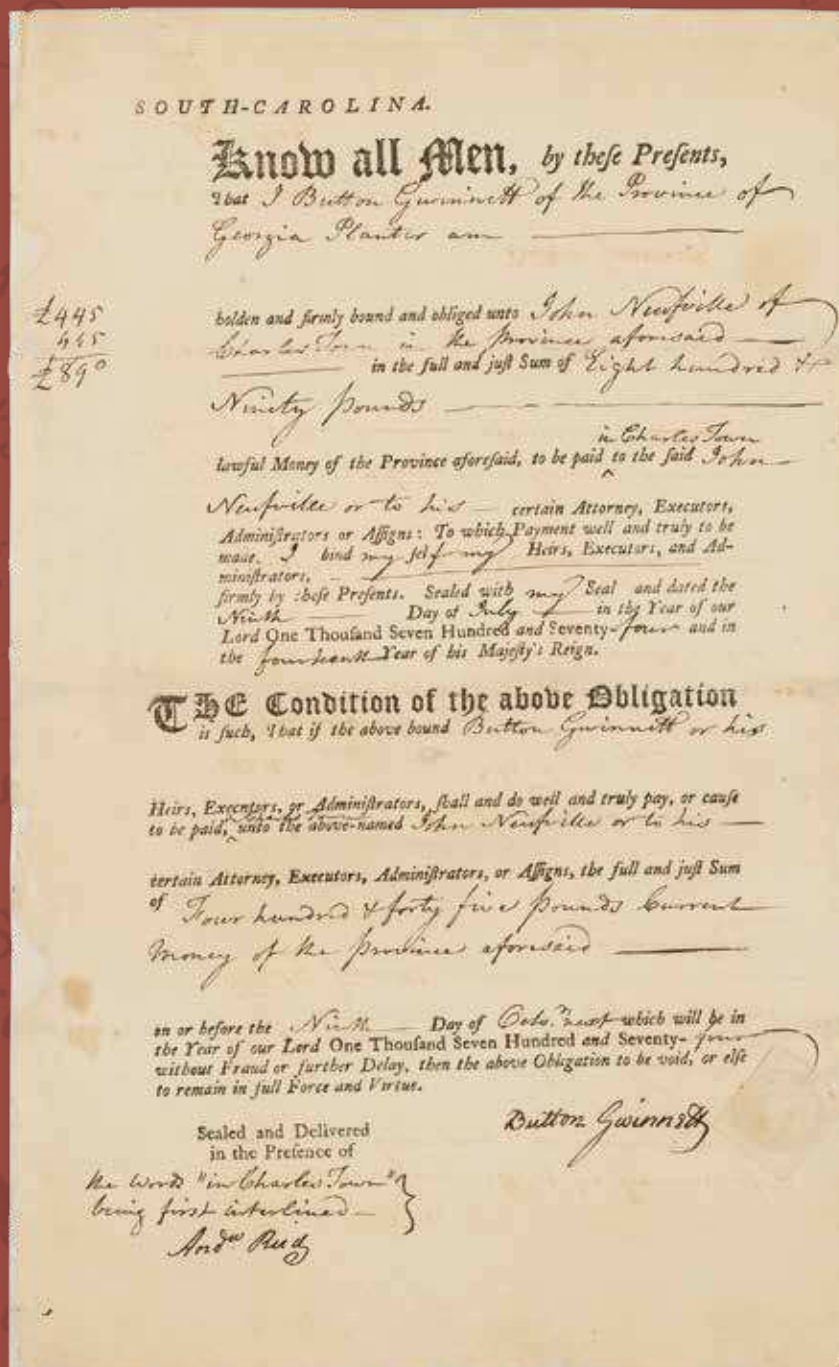 SOUTH-CAROLINA.
Know all Men, by these Presents,
That I Button Gwinnett of the Province of
Georgia Planter am
£445
445
£890
holden and firmly bound and obliged unto John Neufville of
Charles Town in the Province aforesaid
in the full and just Sum of Eight hundred &
Ninety pounds
in Charles Town
lawful Money of the Province aforesaid, to be paid ^ to the said John
Neufville or to his certain Attorney, Executors,
Administrators or Assigns: To which Payment well and truly to be
made. I bind my self my Heirs, Executors, and Ad-
ministrators,
firmly by these Presents. Sealed with my Seal and dated the
Ninth Day of July in the Year of our
Lord One Thousand Seven Hundred and Seventy-four and in
the fourteenth Year of his Majesty's Reign.
THE Condition of the above Obligation
is such, That if the above bound Button Gwinnett or his
Heirs, Executors, or Administrators, shall and do well and truly pay, or cause
to be paid, unto the above-named John Neufville or to his
certain Attorney, Executors, Administrators, or Assigns, the full and just Sum
of Four hundred & forty five pounds Current
Money of the Province aforesaid
on or before the Ninth Day of Octo.r next which will be in
the Year of our Lord One Thousand Seven Hundred and Seventy-four
without Fraud or further Delay, then the above Obligation to be void, or else
to remain in full Force and Virtue.
Button Gwinnett
Sealed and Delivered
in the Presence of
the words "in Charles Town"
being first interlined
And.w Reid